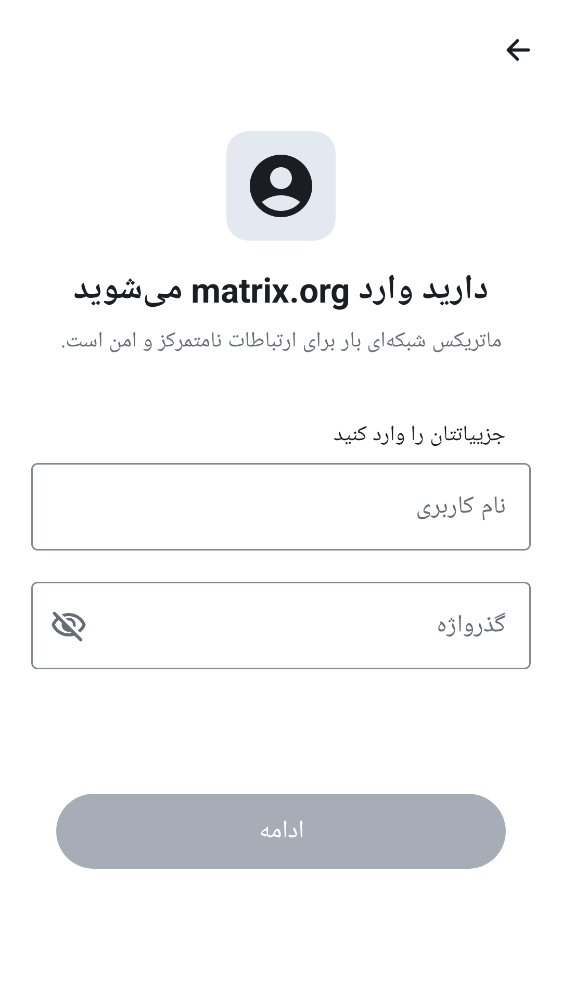 دارید وارد matrix.org می‌شوید
ماتریکس شبکه‌ای بار برای ارتباطات نامتمرکز و امن است.
جزییاتتان را وارد کنید
نام کاربری
گذرواژه
ادامه